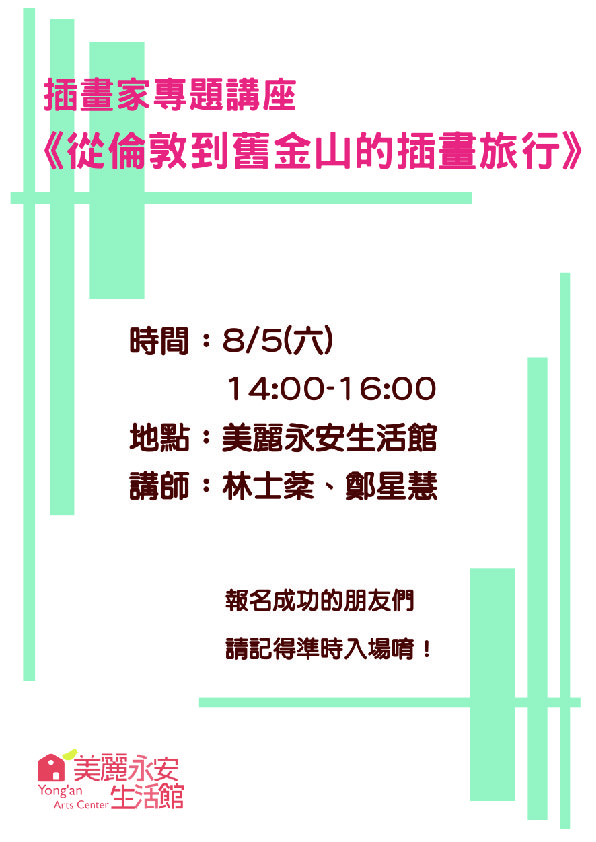 插畫家專題講座
《從倫敦到舊金山的插畫旅行》
時間：8/5(六)
14:00-16:00
地點：美麗永安生活館
講師：林士棻、鄭星慧
報名成功的朋友們
請記得準時入場唷！
美麗永安
生活館
Yong'an
Arts Center